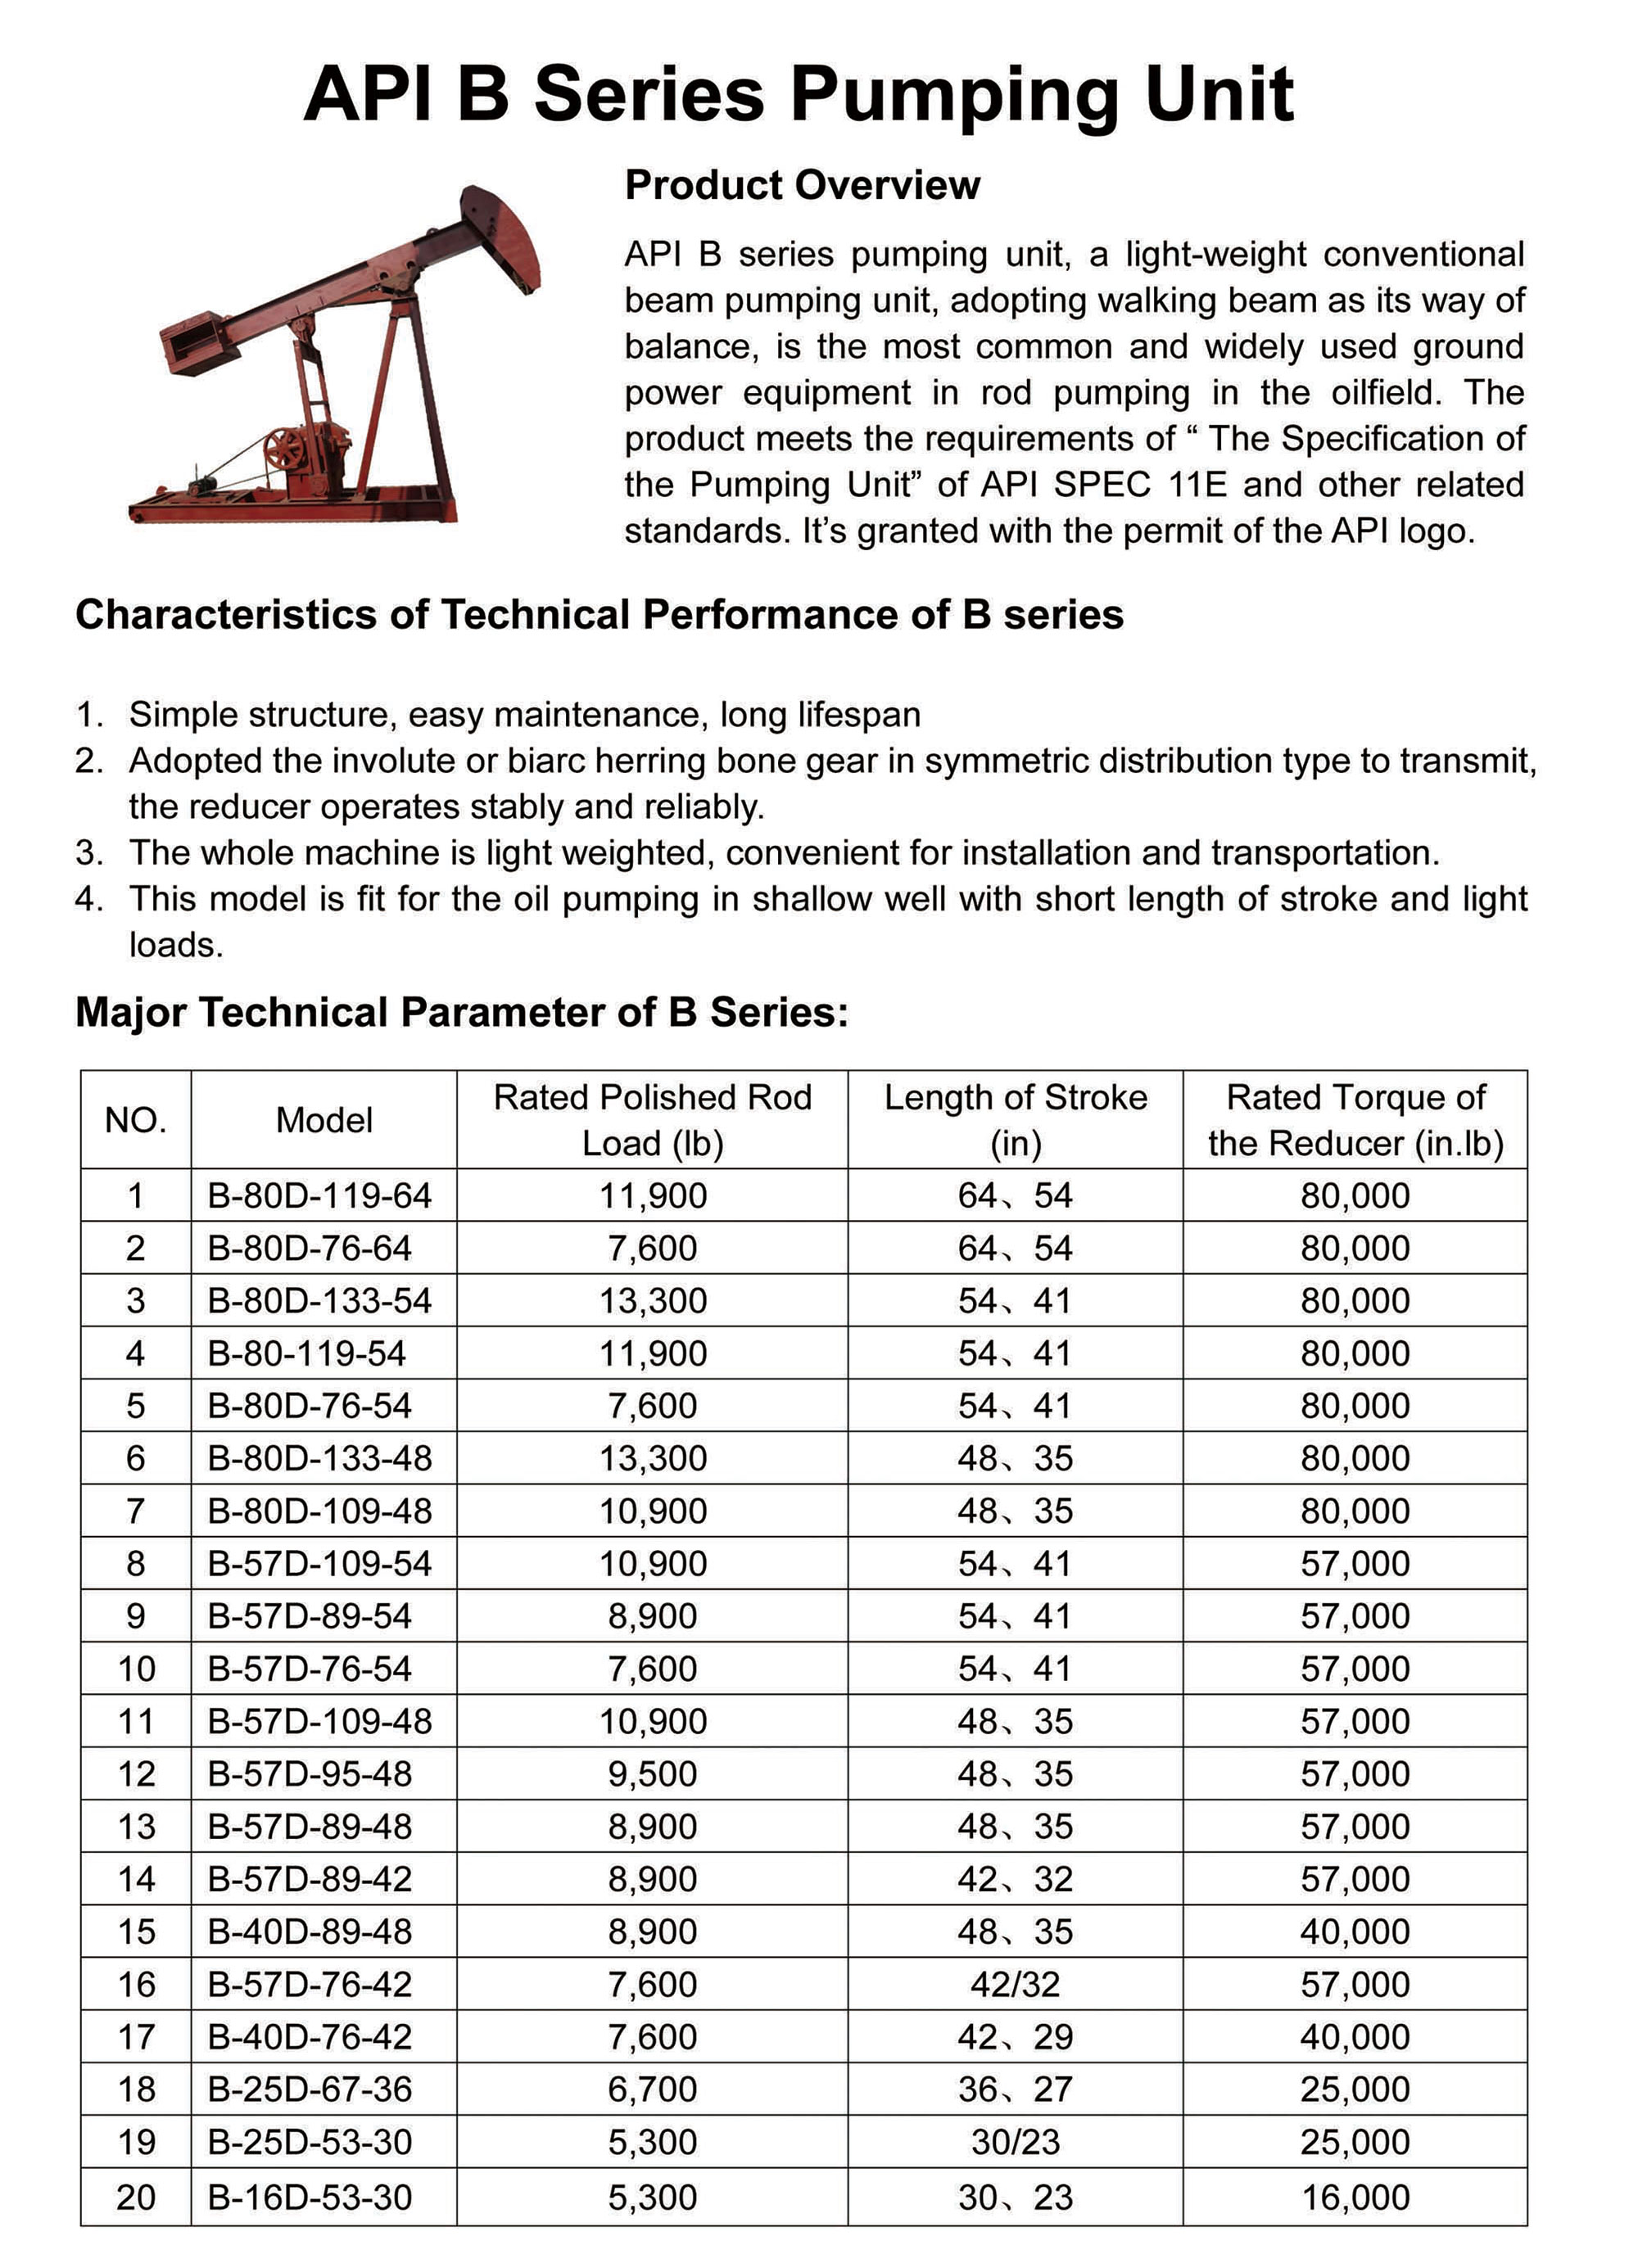 API B Series Pumping Unit
Product Overview
API B series pumping unit, a light-weight conventional
beam pumping unit, adopting walking beam as its way of
balance, is the most common and widely used ground
power equipment in rod pumping in the oilfield. The
product meets the requirements of “ The Specification of
the Pumping Unit” of API SPEC 11E and other related
standards. It’s granted with the permit of the API logo.
Characteristics of Technical Performance of B series
1. Simple structure, easy maintenance, long lifespan
2. Adopted the involute or biarc herring bone gear in symmetric distribution type to transmit,
the reducer operates stably and reliably.
3. The whole machine is light weighted, convenient for installation and transportation.
4. This model is fit for the oil pumping in shallow well with short length of stroke and light
loads.
Major Technical Parameter of B Series:
NO. Model Rated Polished Rod Load (lb) Length of Stroke (in) Rated Torque of the Reducer (in.lb)
1 B-80D-119-64 11,900 64、54 80,000
2 B-80D-76-64 7,600 64、54 80,000
3 B-80D-133-54 13,300 54、41 80,000
4 B-80-119-54 11,900 54、41 80,000
5 B-80D-76-54 7,600 54、41 80,000
6 B-80D-133-48 13,300 48、35 80,000
7 B-80D-109-48 10,900 48、35 80,000
8 B-57D-109-54 10,900 54、41 57,000
9 B-57D-89-54 8,900 54、41 57,000
10 B-57D-76-54 7,600 54、41 57,000
11 B-57D-109-48 10,900 48、35 57,000
12 B-57D-95-48 9,500 48、35 57,000
13 B-57D-89-48 8,900 48、35 57,000
14 B-57D-89-42 8,900 42、32 57,000
15 B-40D-89-48 8,900 48、35 40,000
16 B-57D-76-42 7,600 42/32 57,000
17 B-40D-76-42 7,600 42、29 40,000
18 B-25D-67-36 6,700 36、27 25,000
19 B-25D-53-30 5,300 30/23 25,000
20 B-16D-53-30 5,300 30、23 16,000